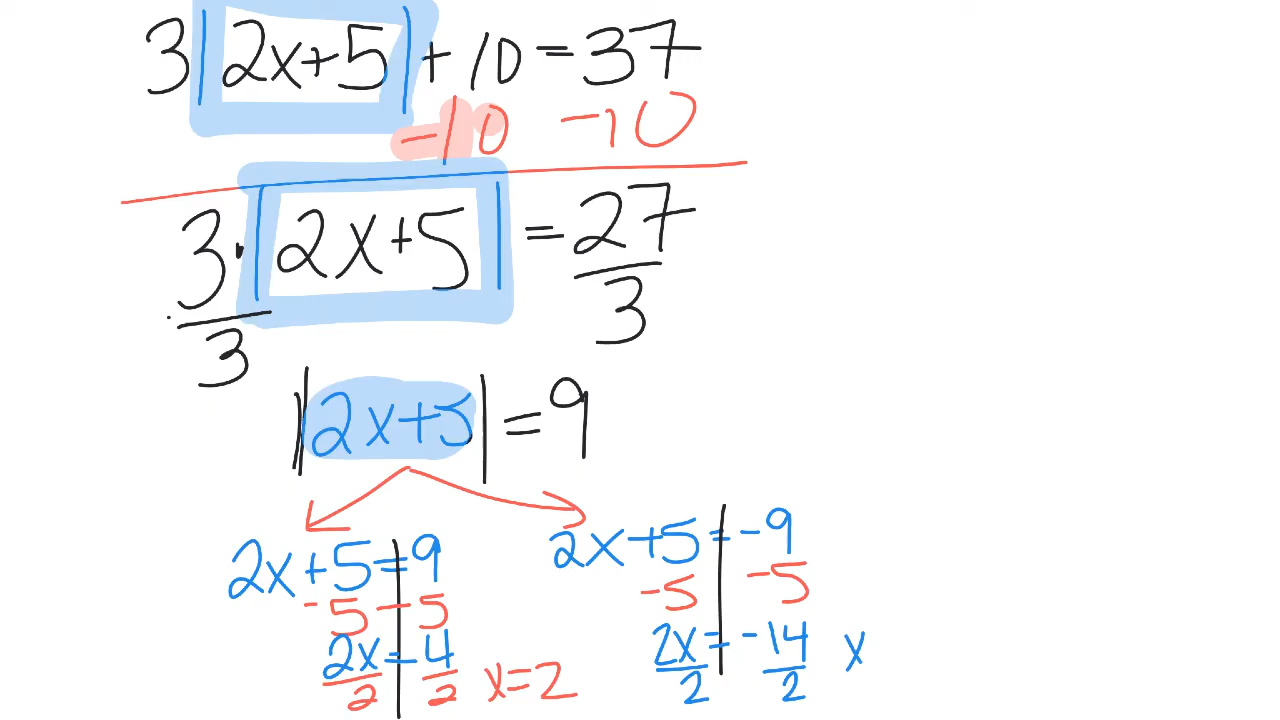 3|2x+5|+10=37
-10 -10
3·|2x+5|=27
3 3
|2x+5|=9
2x+5=9 2x+5=-9
-5 -5 -5 -5
2x=4 x=2 2x=-14 x
2 2 2 2